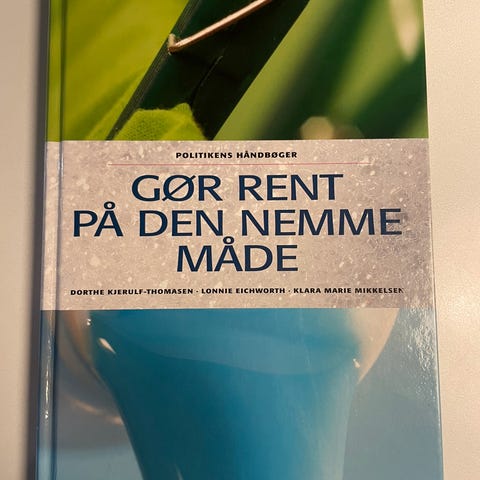 POLITIKENS HÅNDBØGER
GØR RENT
PÅ DEN NEMME
MÅDE
DORTHE KJERULF-THOMASEN · LONNIE EICHWORTH · KLARA MARIE MIKKELSEN